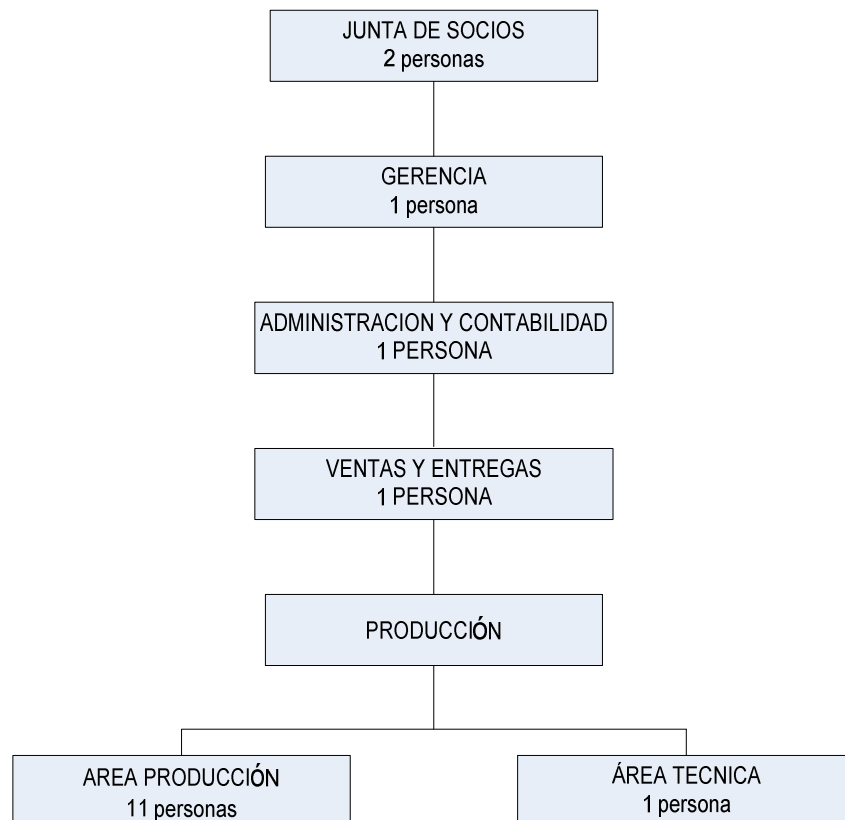 JUNTA DE SOCIOS
2 personas
GERENCIA
1 persona
ADMINISTRACION Y CONTABILIDAD
1 PERSONA
VENTAS Y ENTREGAS
1 PERSONA
PRODUCCIÓN
AREA PRODUCCIÓN
11 personas
ÁREA TECNICA
1 persona